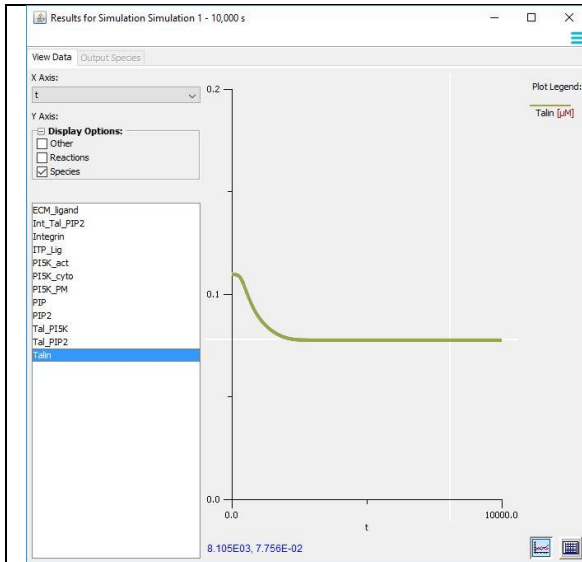 Results for Simulation Simulation 1 - 10,000 s
View Data Output Species
X Axis:
t
Y Axis:
Display Options:
Other
Reactions
Species
ECM_ligand
Int_Tal_PIP2
Integrin
ITP_Lig
PI5K_act
PI5K_cyto
PI5K_PM
PIP
PIP2
Tal_PI5K
Tal_PIP2
Talin
0.2
0.1
0.0
0.0
10000.0
t
8.105E03, 7.756E-02
Plot Legend:
Talin [µM]